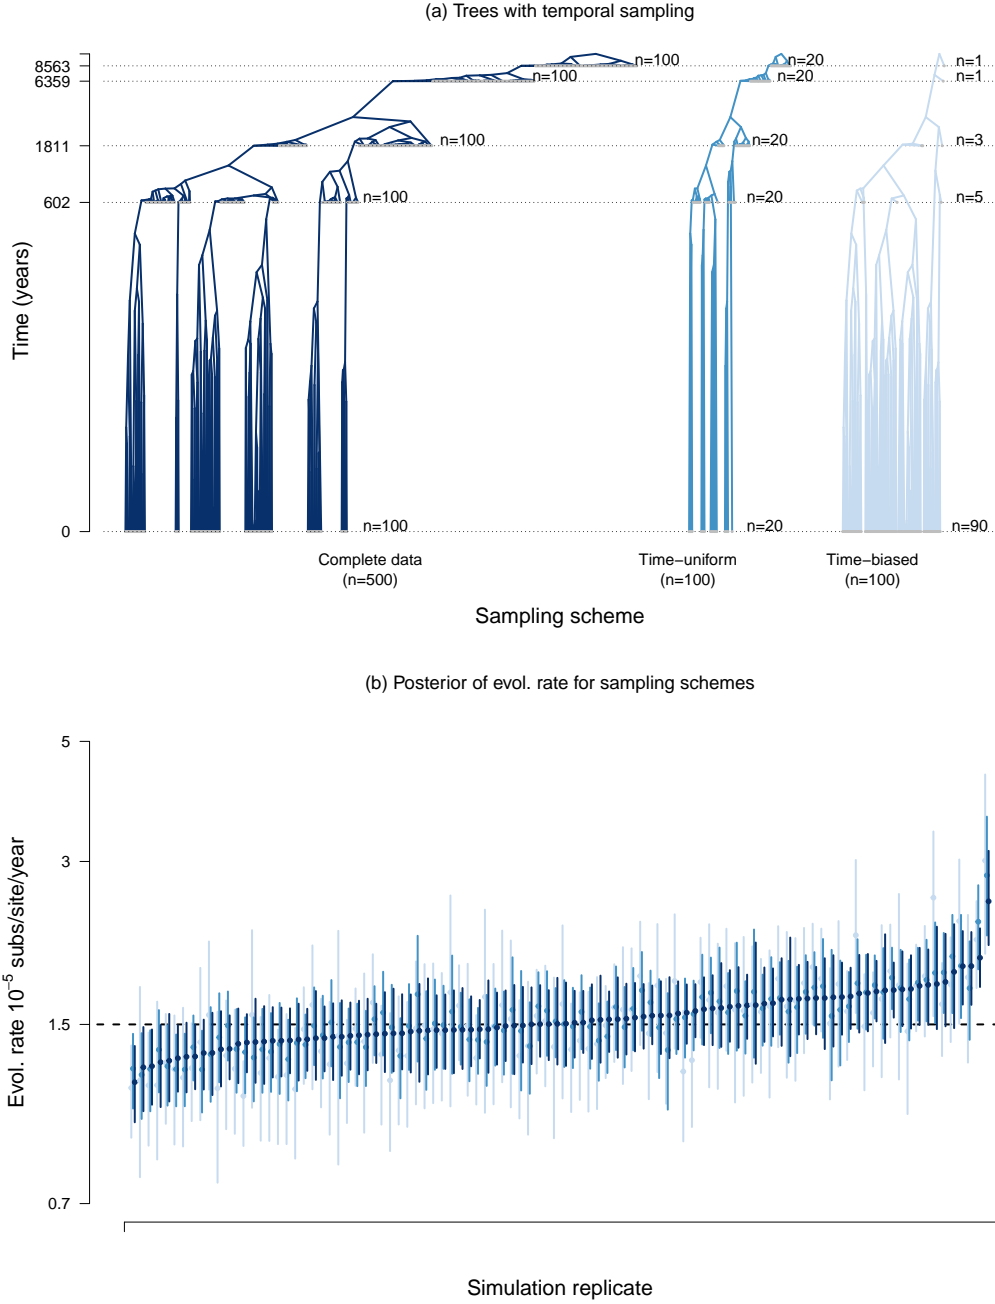 (a) Trees with temporal sampling
8563
6359
1811
602
0
Time (years)
n=100
n=100
n=100
n=100
n=100
n=20
n=20
n=20
n=20
n=20
n=1
n=1
n=3
n=5
n=90
Complete data
(n=500)
Time−uniform
(n=100)
Time−biased
(n=100)
Sampling scheme
(b) Posterior of evol. rate for sampling schemes
5
3
1.5
0.7
Evol. rate 10⁻⁵ subs/site/year
Simulation replicate